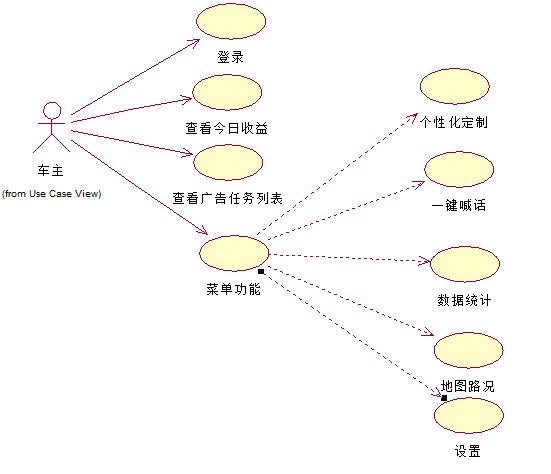 登录
查看今日收益
个性化定制
车主
(from Use Case View)
查看广告任务列表
一键喊话
菜单功能
数据统计
地图路况
设置